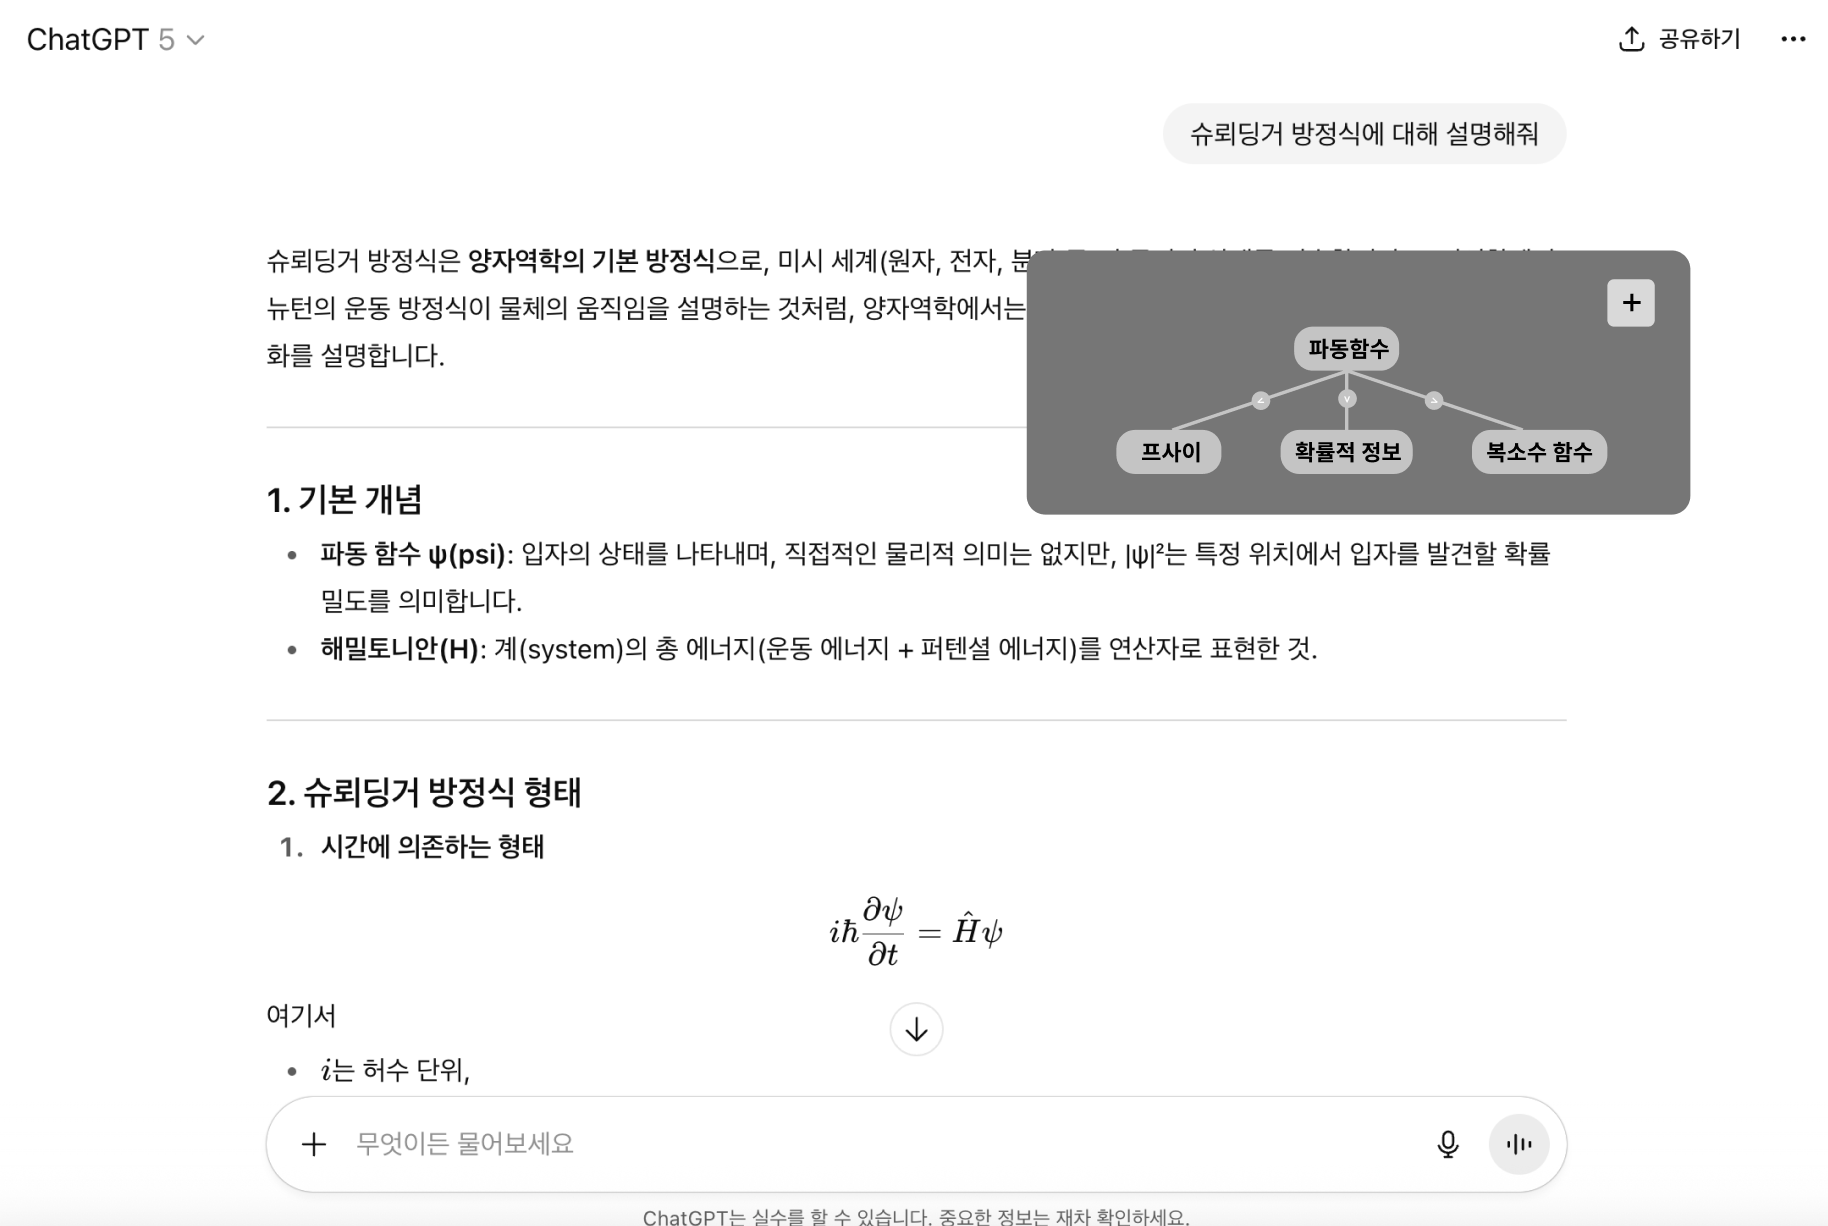 ChatGPT 5
공유하기
슈뢰딩거 방정식에 대해 설명해줘
슈뢰딩거 방정식은 양자역학의 기본 방정식으로, 미시 세계(원자, 전자,
뉴턴의 운동 방정식이 물체의 움직임을 설명하는 것처럼, 양자역학에서는
화를 설명합니다.
파동함수
프사이 확률적 정보 복소수 함수
1. 기본 개념
• 파동 함수 ψ(psi): 입자의 상태를 나타내며, 직접적인 물리적 의미는 없지만, |ψ|²는 특정 위치에서 입자를 발견할 확률
밀도를 의미합니다.
• 해밀토니안(H): 계(system)의 총 에너지(운동 에너지 + 퍼텐셜 에너지)를 연산자로 표현한 것.
2. 슈뢰딩거 방정식 형태
1. 시간에 의존하는 형태
iħ ∂ψ/∂t = Ĥψ
여기서
• i는 허수 단위,
무엇이든 물어보세요
ChatGPT는 실수를 할 수 있습니다. 중요한 정보는 재차 확인하세요.